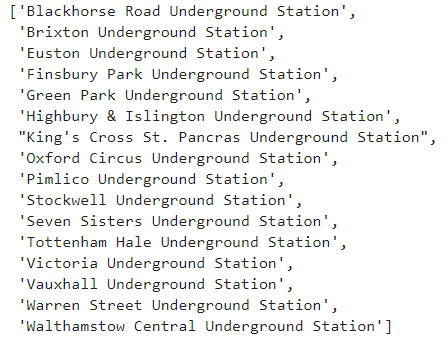 ['Blackhorse Road Underground Station',
'Brixton Underground Station',
'Euston Underground Station',
'Finsbury Park Underground Station',
'Green Park Underground Station',
'Highbury & Islington Underground Station',
"King's Cross St. Pancras Underground Station",
'Oxford Circus Underground Station',
'Pimlico Underground Station',
'Stockwell Underground Station',
'Seven Sisters Underground Station',
'Tottenham Hale Underground Station',
'Victoria Underground Station',
'Vauxhall Underground Station',
'Warren Street Underground Station',
'Walthamstow Central Underground Station']